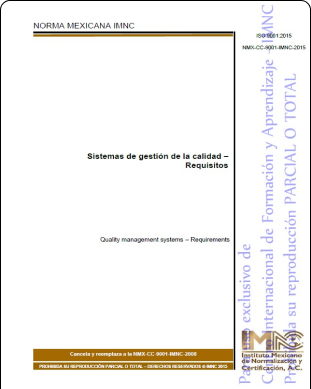 NORMA MEXICANA IMNC
ISO 9001:2015
NMX-CC-9001-IMNC-2015
Sistemas de gestión de la calidad –
Requisitos
Quality management systems – Requirements
Cancela y reemplaza a la NMX-CC-9001-IMNC-2008
PROHIBIDA SU REPRODUCCIÓN PARCIAL O TOTAL – DERECHOS RESERVADOS © IMNC 2015
Para uso exclusivo de
Internacional de Formación y Aprendizaje - IMNC
su reproducción PARCIAL O TOTAL
IMNC
Instituto Mexicano
de Normalización y
Certificación, A.C.